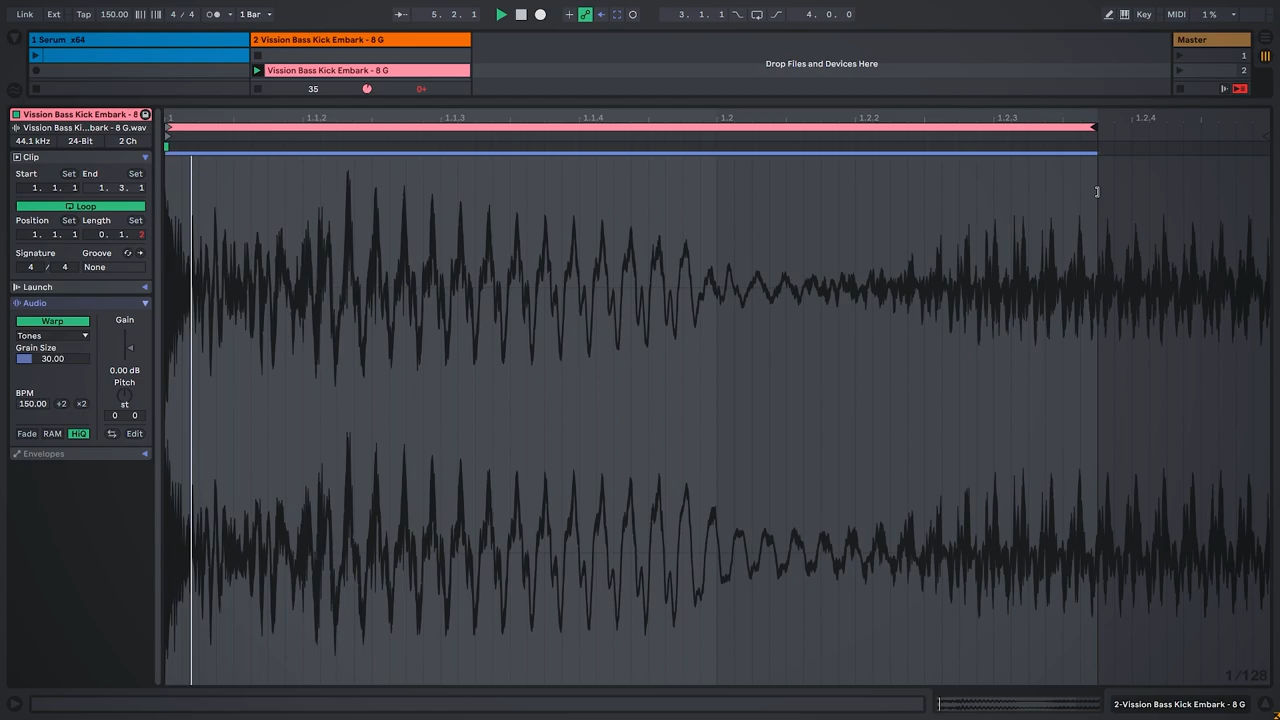 Link Ext Tap 150.00 4 / 4 1 Bar 5. 2. 1 3. 1. 1 4. 0. 0 Key MIDI 1 %
1 Serum_x64 2 Vission Bass Kick Embark - 8 G Master
1
Drop Files and Devices Here
Vission Bass Kick Embark - 8 G 2
35 0+
Vission Bass Kick Embark - 8
1 1.1.2 1.1.3 1.1.4 1.2 1.2.2 1.2.3 1.2.4
Vission Bass Ki...bark - 8 G.wav
44.1 kHz 24-Bit 2 Ch
Clip
Start Set End Set
1. 1. 1 1. 3. 1
Loop
Position Set Length Set
1. 1. 1 0. 1. 2
Signature Groove
4 / 4 None
Launch
Audio
Warp Gain
Tones
Grain Size
30.00
0.00 dB
Pitch
BPM
150.00 :2 ×2 st
0 0
Fade RAM HiQ Edit
Envelopes
1/128
2-Vission Bass Kick Embark - 8 G